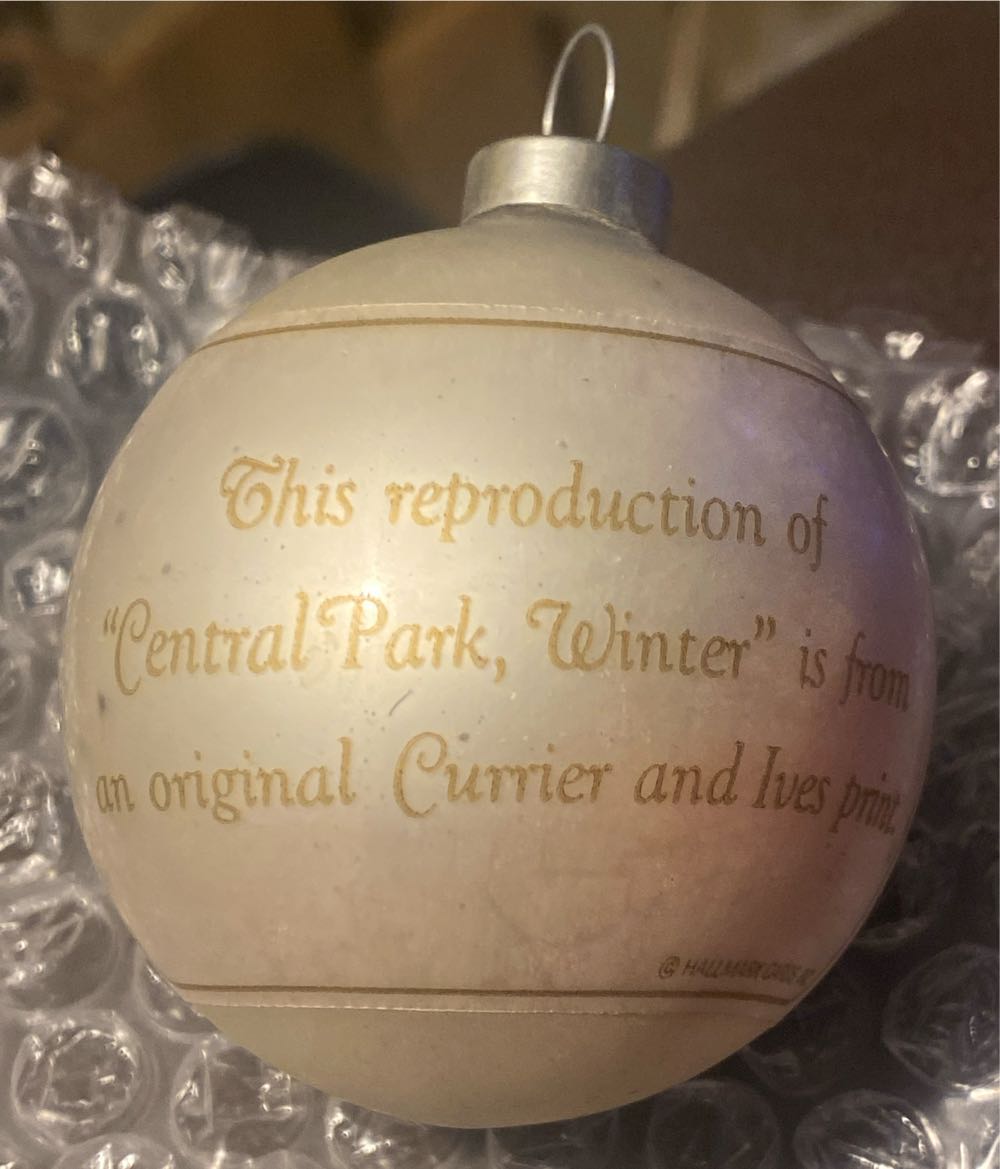 This reproduction of
“Central Park, Winter” is from
an original Currier and Ives print.
© HALLMARK CARDS